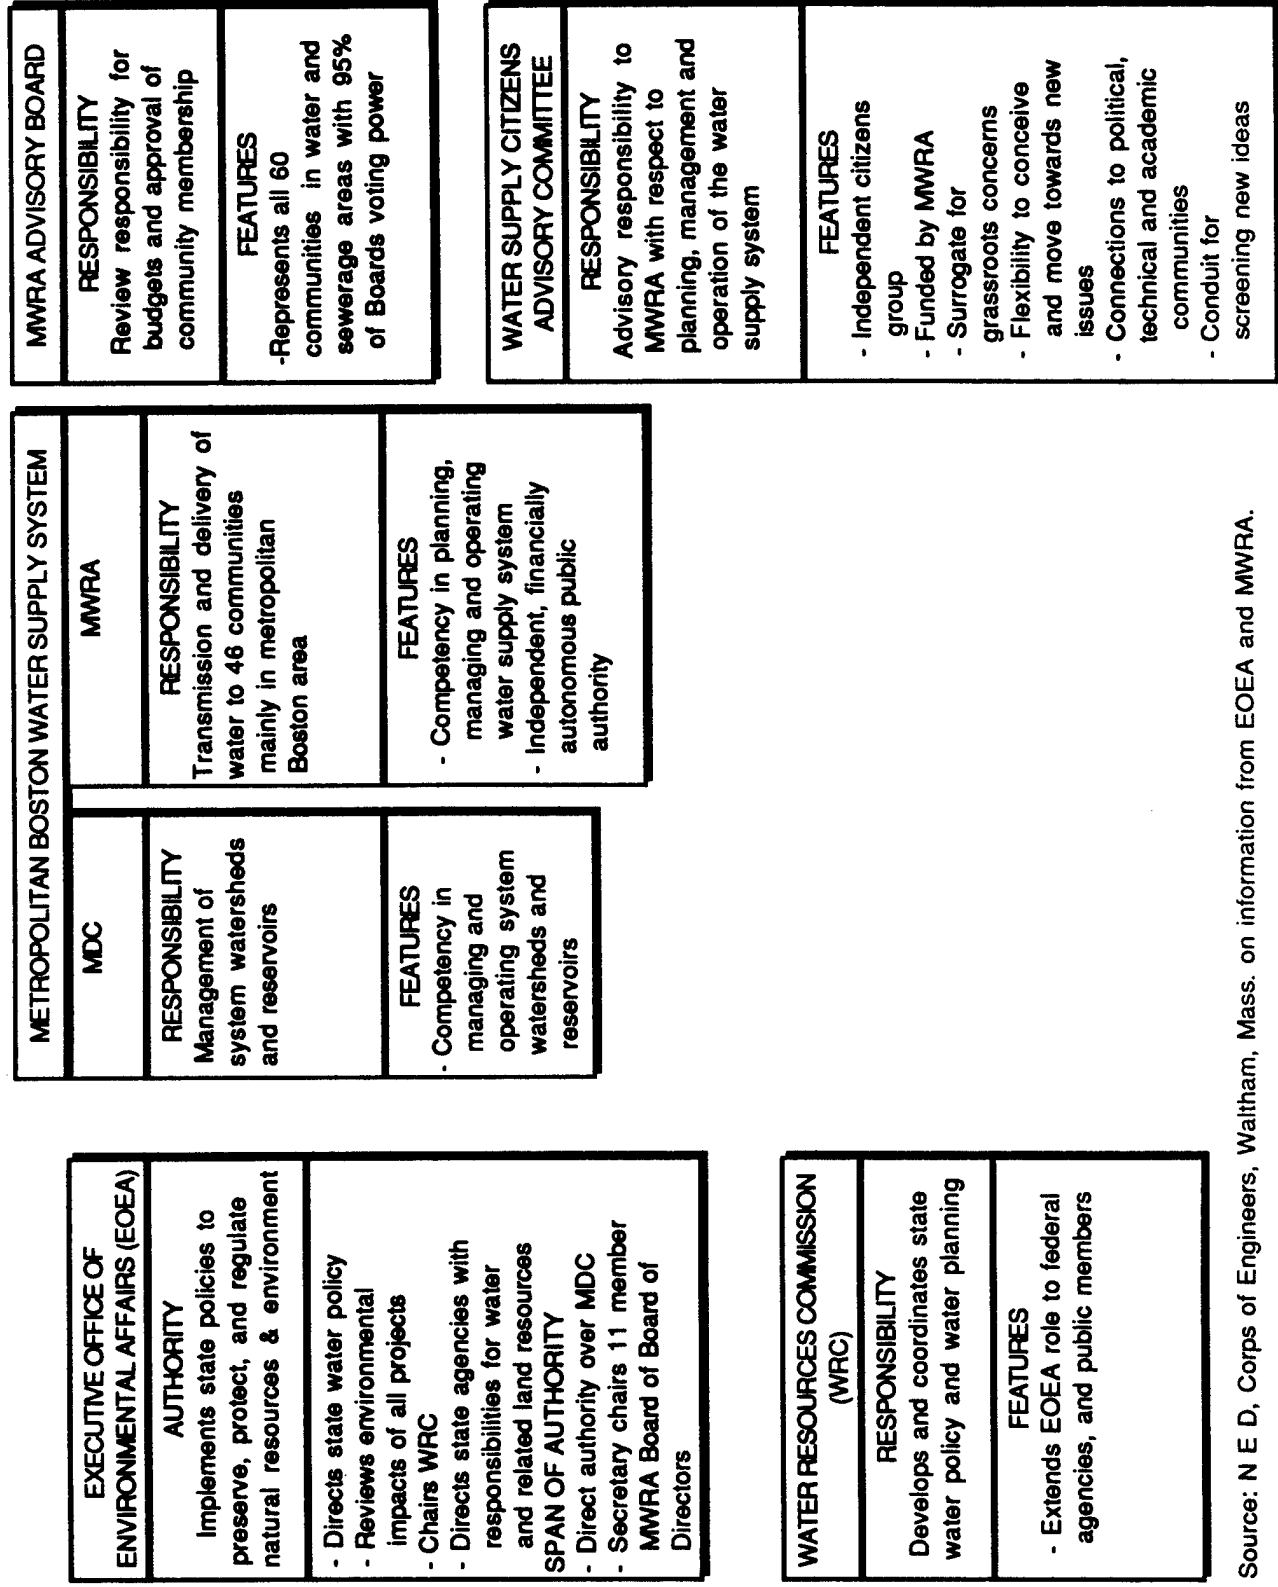 EXECUTIVE OFFICE OF
ENVIRONMENTAL AFFAIRS (EOEA)
AUTHORITY
Implements state policies to
preserve, protect, and regulate
natural resources & environment
- Directs state water policy
- Reviews environmental
impacts of all projects
- Chairs WRC
- Directs state agencies with
responsibilities for water
and related land resources
SPAN OF AUTHORITY
- Direct authority over MDC
- Secretary chairs 11 member
MWRA Board of Board of
Directors
WATER RESOURCES COMMISSION
(WRC)
RESPONSIBILITY
Develops and coordinates state
water policy and water planning
FEATURES
- Extends EOEA role to federal
agencies, and public members
METROPOLITAN BOSTON WATER SUPPLY SYSTEM
MDC
RESPONSIBILITY
Management of
system watersheds
and reservoirs
FEATURES
- Competency in
managing and
operating system
watersheds and
reservoirs
MWRA
RESPONSIBILITY
Transmission and delivery of
water to 46 communities
mainly in metropolitan
Boston area
FEATURES
- Competency in planning,
managing and operating
water supply system
- Independent, financially
autonomous public
authority
MWRA ADVISORY BOARD
RESPONSIBILITY
Review responsibility for
budgets and approval of
community membership
FEATURES
-Represents all 60
communities in water and
sewerage areas with 95%
of Boards voting power
WATER SUPPLY CITIZENS
ADVISORY COMMITTEE
RESPONSIBILITY
Advisory responsibility to
MWRA with respect to
planning, management and
operation of the water
supply system
FEATURES
- Independent citizens
group
- Funded by MWRA
- Surrogate for
grassroots concerns
- Flexibility to conceive
and move towards new
issues
- Connections to political,
technical and academic
communities
- Conduit for
screening new ideas
Source: N E D, Corps of Engineers, Waltham, Mass. on information from EOEA and MWRA.